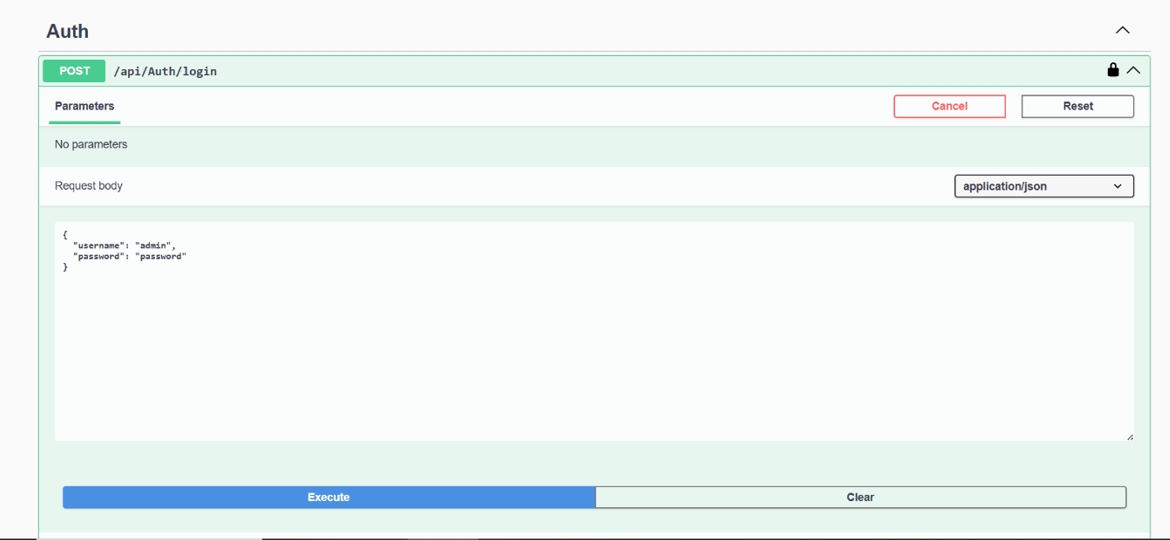 Auth
POST /api/Auth/login
Parameters
Cancel
Reset
No parameters
Request body
application/json
{
"username": "admin",
"password": "password"
}
Execute
Clear